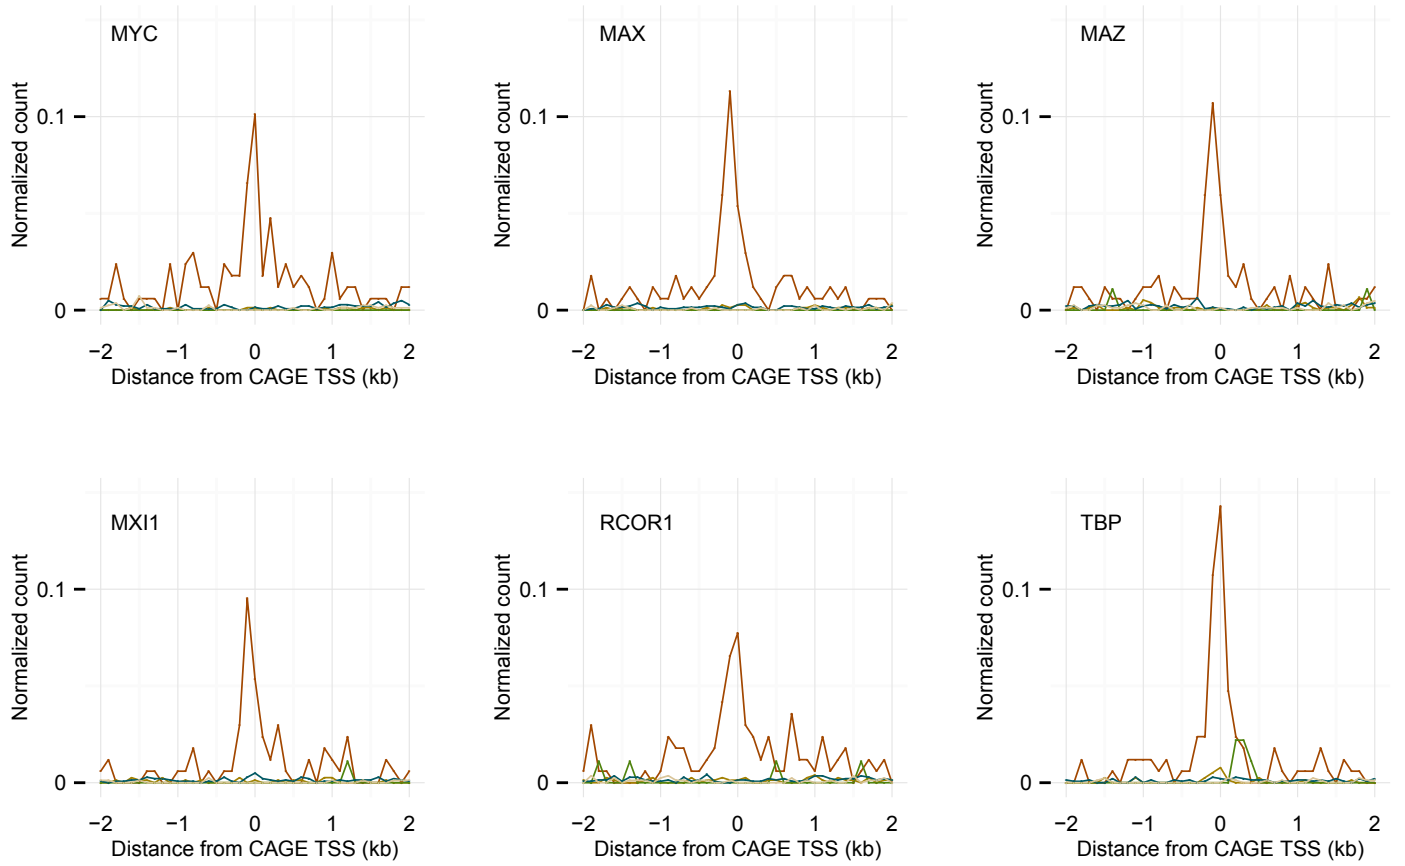 MYC
Normalized count
0.1
0
−2 −1 0 1 2
Distance from CAGE TSS (kb)
MAX
Normalized count
0.1
0
−2 −1 0 1 2
Distance from CAGE TSS (kb)
MAZ
Normalized count
0.1
0
−2 −1 0 1 2
Distance from CAGE TSS (kb)
MXI1
Normalized count
0.1
0
−2 −1 0 1 2
Distance from CAGE TSS (kb)
RCOR1
Normalized count
0.1
0
−2 −1 0 1 2
Distance from CAGE TSS (kb)
TBP
Normalized count
0.1
0
−2 −1 0 1 2
Distance from CAGE TSS (kb)